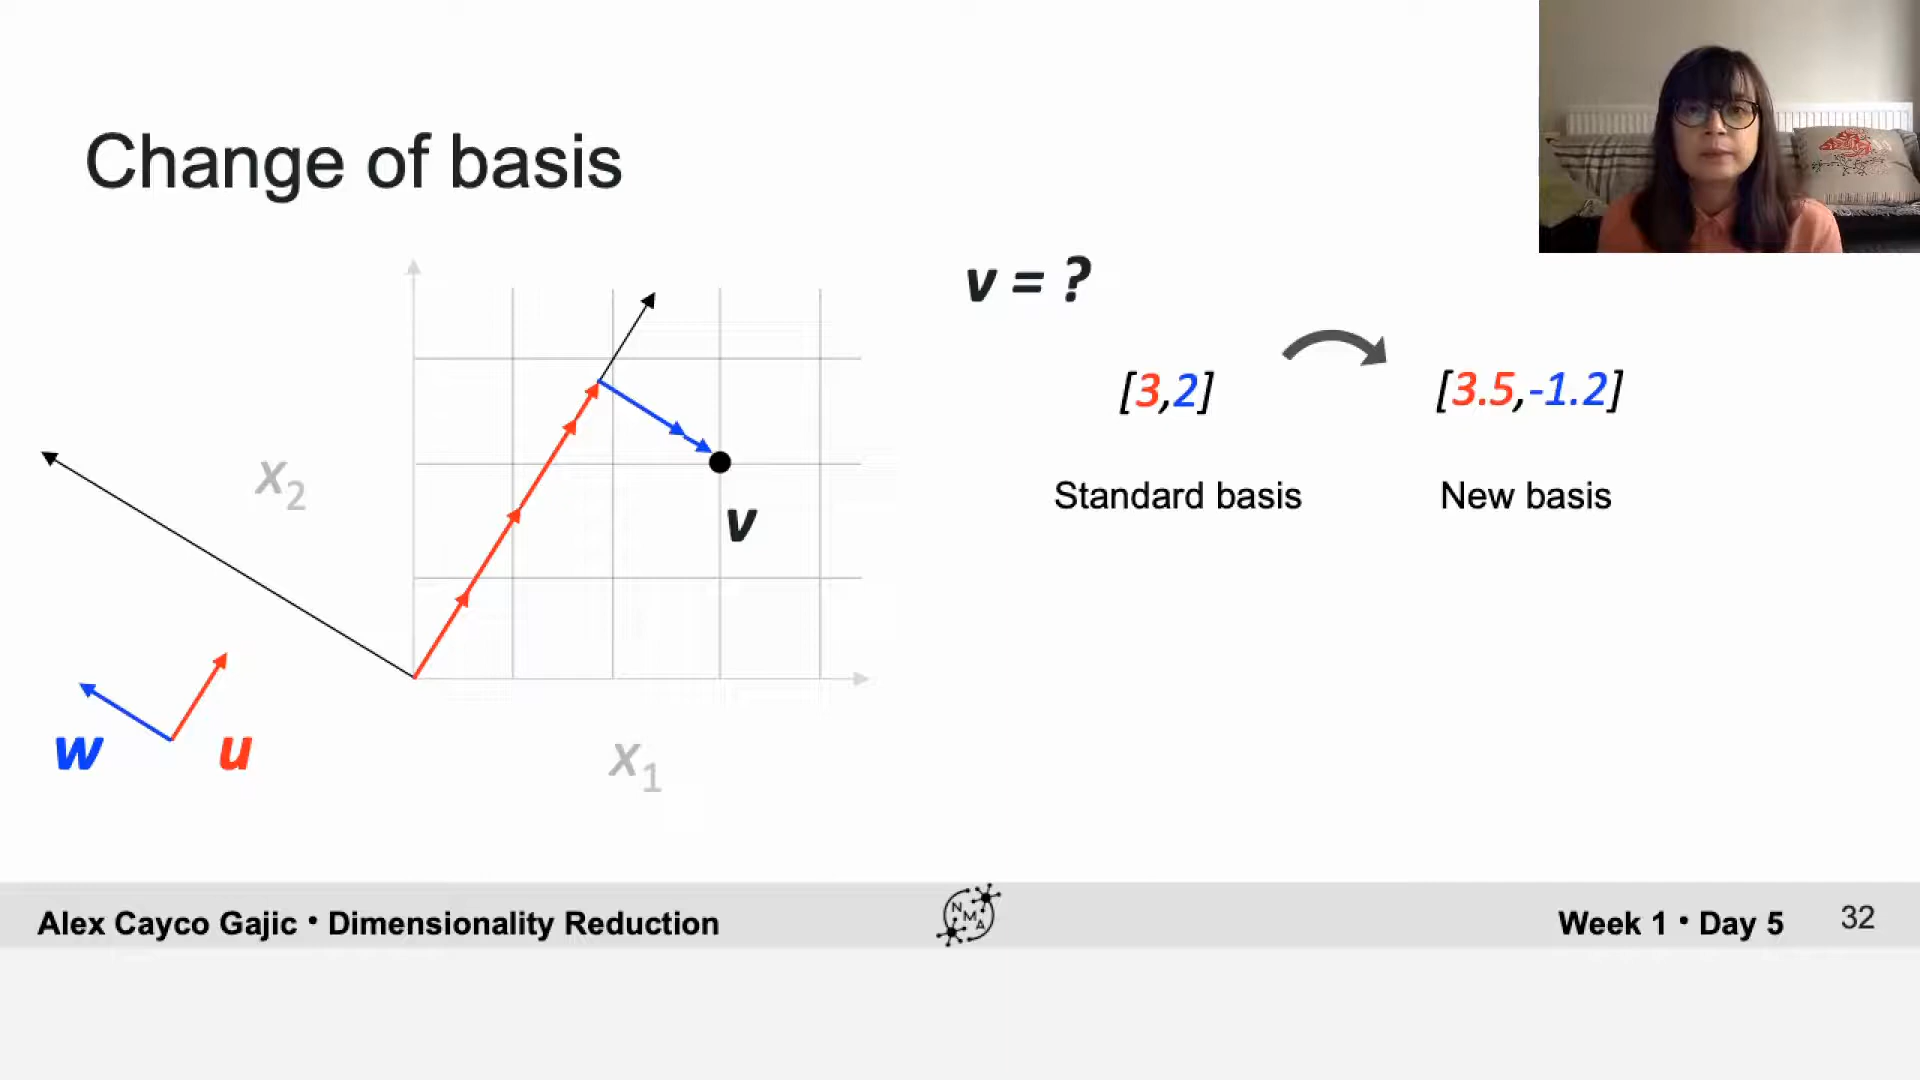 Change of basis
v = ?
[3,2]
[3.5,-1.2]
Standard basis
New basis
x2
v
w
u
x1
Alex Cayco Gajic • Dimensionality Reduction
NMA
Week 1 • Day 5
32